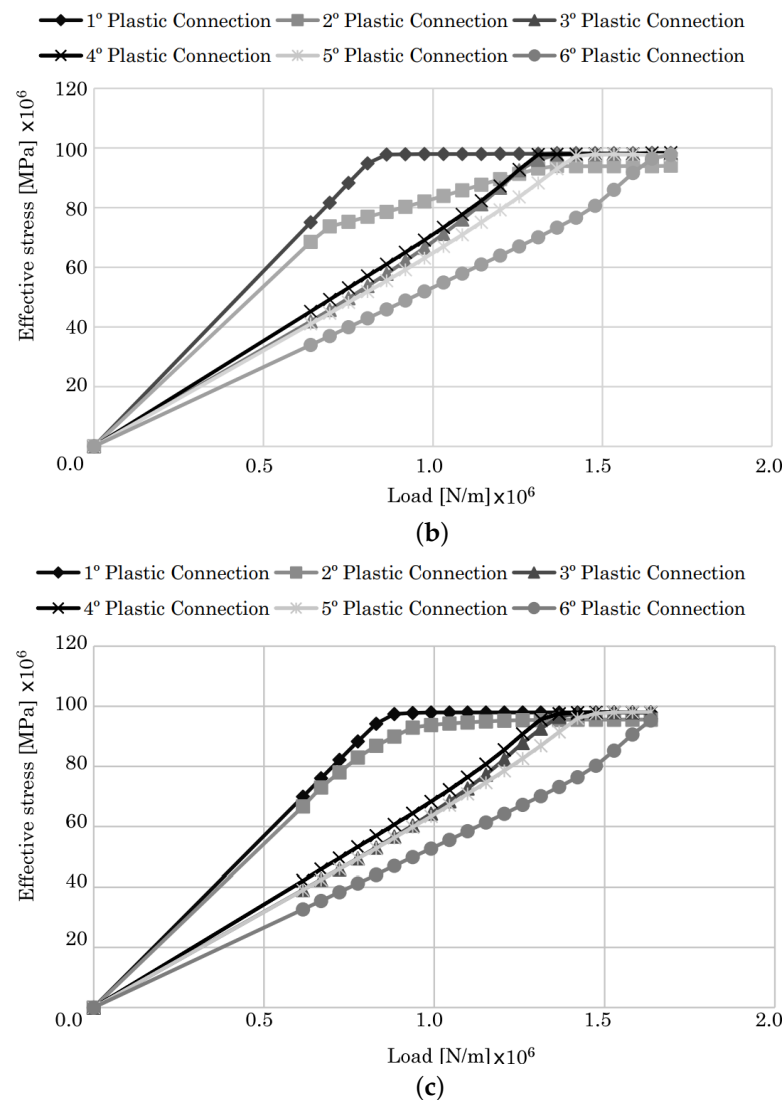 1º Plastic Connection 2º Plastic Connection 3º Plastic Connection
4º Plastic Connection 5º Plastic Connection 6º Plastic Connection
Effective stress [MPa] x10⁶
120
100
80
60
40
20
0.0 0.5 1.0 1.5 2.0
Load [N/m]x10⁶
(b)
1º Plastic Connection 2º Plastic Connection 3º Plastic Connection
4º Plastic Connection 5º Plastic Connection 6º Plastic Connection
Effective stress [MPa] x10⁶
120
100
80
60
40
20
0.0 0.5 1.0 1.5 2.0
Load [N/m]x10⁶
(c)